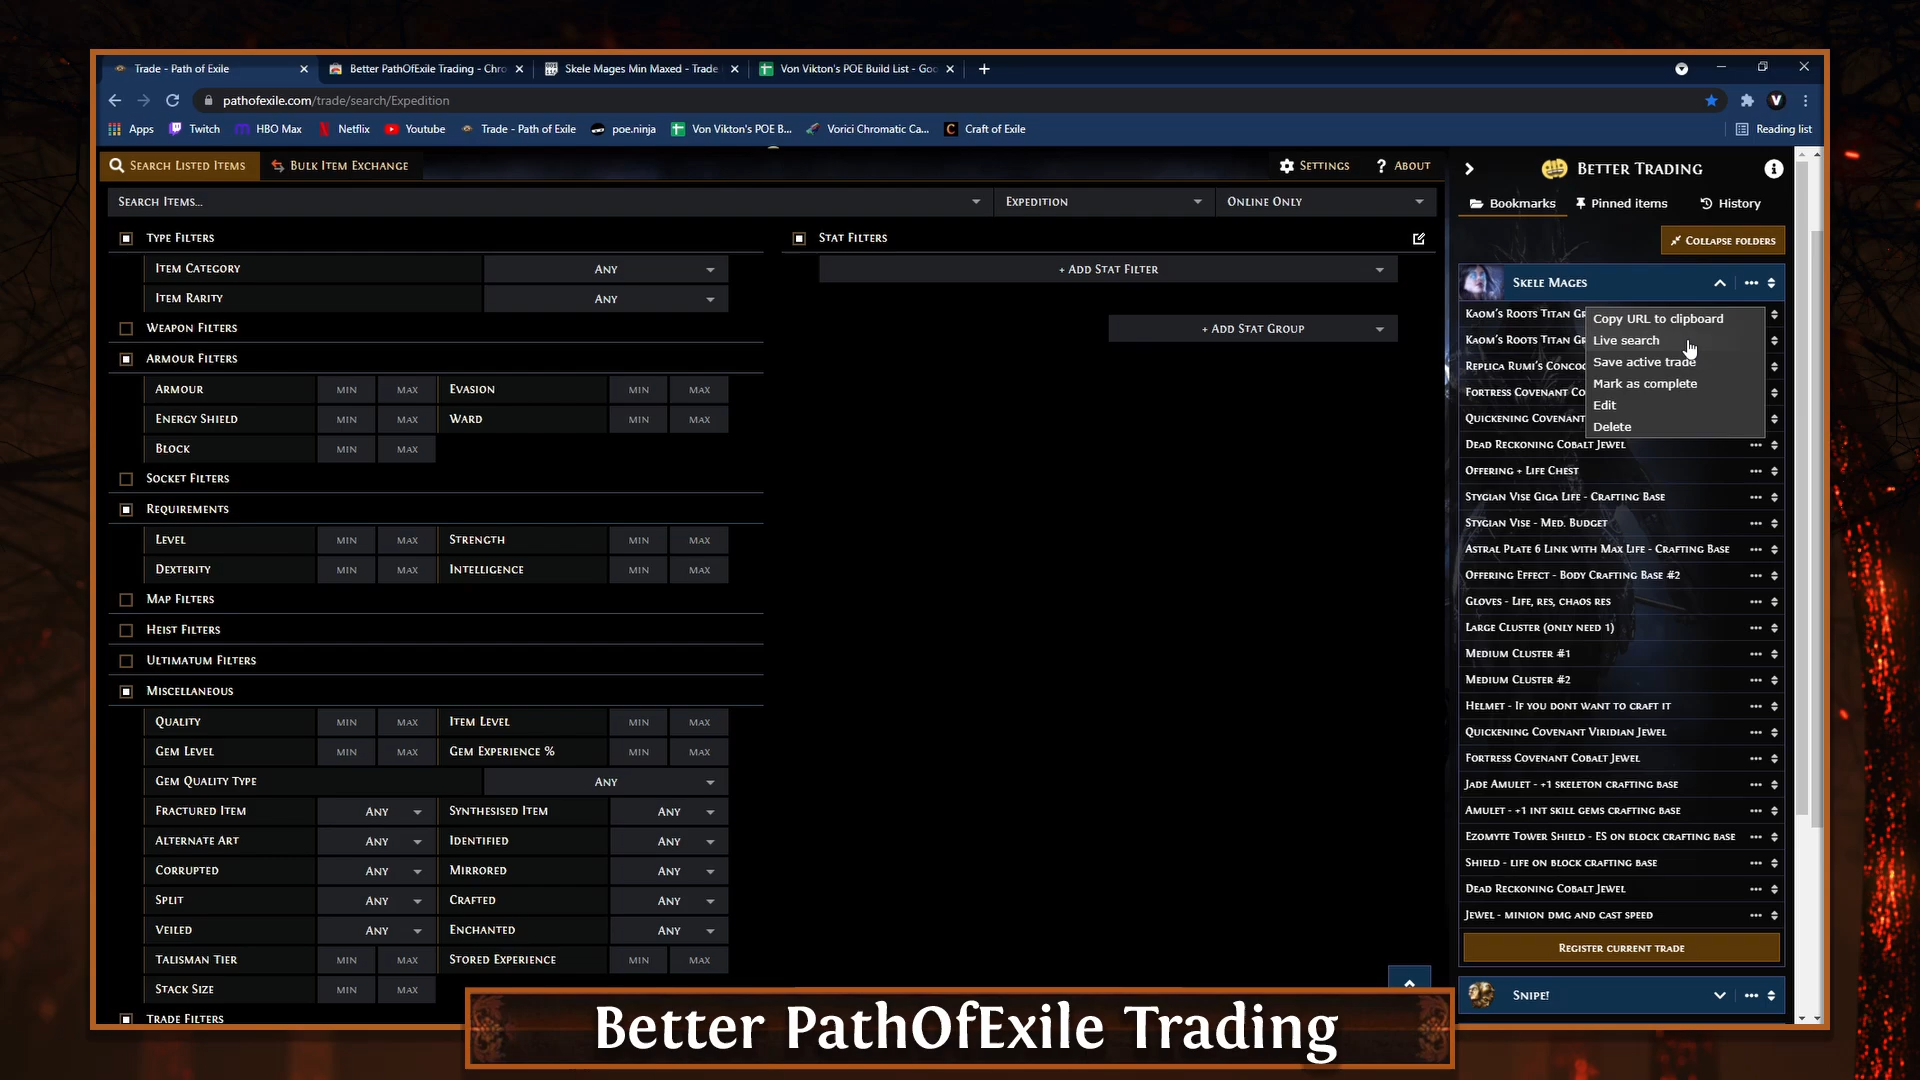 Trade - Path of Exile
Better PathOfExile Trading - Chro
Skele Mages Min Maxed - Trade
Von Vikton's POE Build List - Goo
pathofexile.com/trade/search/Expedition
Apps
Twitch
HBO Max
Netflix
Youtube
Trade - Path of Exile
poe.ninja
Von Vikton's POE B...
Vorici Chromatic Ca...
Craft of Exile
Reading list
Search Listed Items
Bulk Item Exchange
Settings
? About
Search Items...
Expedition
Online Only
Type Filters
Item Category Any
Item Rarity Any
Weapon Filters
Armour Filters
Armour MIN MAX Evasion MIN MAX
Energy Shield MIN MAX Ward MIN MAX
Block MIN MAX
Socket Filters
Requirements
Level MIN MAX Strength MIN MAX
Dexterity MIN MAX Intelligence MIN MAX
Map Filters
Heist Filters
Ultimatum Filters
Miscellaneous
Quality MIN MAX Item Level MIN MAX
Gem Level MIN MAX Gem Experience % MIN MAX
Gem Quality Type Any
Fractured Item Any Synthesised Item Any
Alternate Art Any Identified Any
Corrupted Any Mirrored Any
Split Any Crafted Any
Veiled Any Enchanted Any
Talisman Tier MIN MAX Stored Experience MIN MAX
Stack Size MIN MAX
Trade Filters
Stat Filters
+ Add Stat Filter
+ Add Stat Group
Better Trading
Bookmarks
Pinned items
History
Collapse folders
Skele Mages
Kaom's Roots Titan Gr
Kaom's Roots Titan Gr
Replica Rumi's Concoc
Fortress Covenant Co
Quickening Covenant
Copy URL to clipboard
Live search
Save active trade
Mark as complete
Edit
Delete
Dead Reckoning Cobalt Jewel
Offering + Life Chest
Stygian Vise Giga Life - Crafting Base
Stygian Vise - Med. Budget
Astral Plate 6 Link with Max Life - Crafting Base
Offering Effect - Body Crafting Base #2
Gloves - Life, res, chaos res
Large Cluster (only need 1)
Medium Cluster #1
Medium Cluster #2
Helmet - If you dont want to craft it
Quickening Covenant Viridian Jewel
Fortress Covenant Cobalt Jewel
Jade Amulet - +1 skeleton crafting base
Amulet - +1 int skill gems crafting base
Ezomyte Tower Shield - ES on block crafting base
Shield - life on block crafting base
Dead Reckoning Cobalt Jewel
Jewel - minion dmg and cast speed
Register current trade
Snipe!
Better PathOfExile Trading